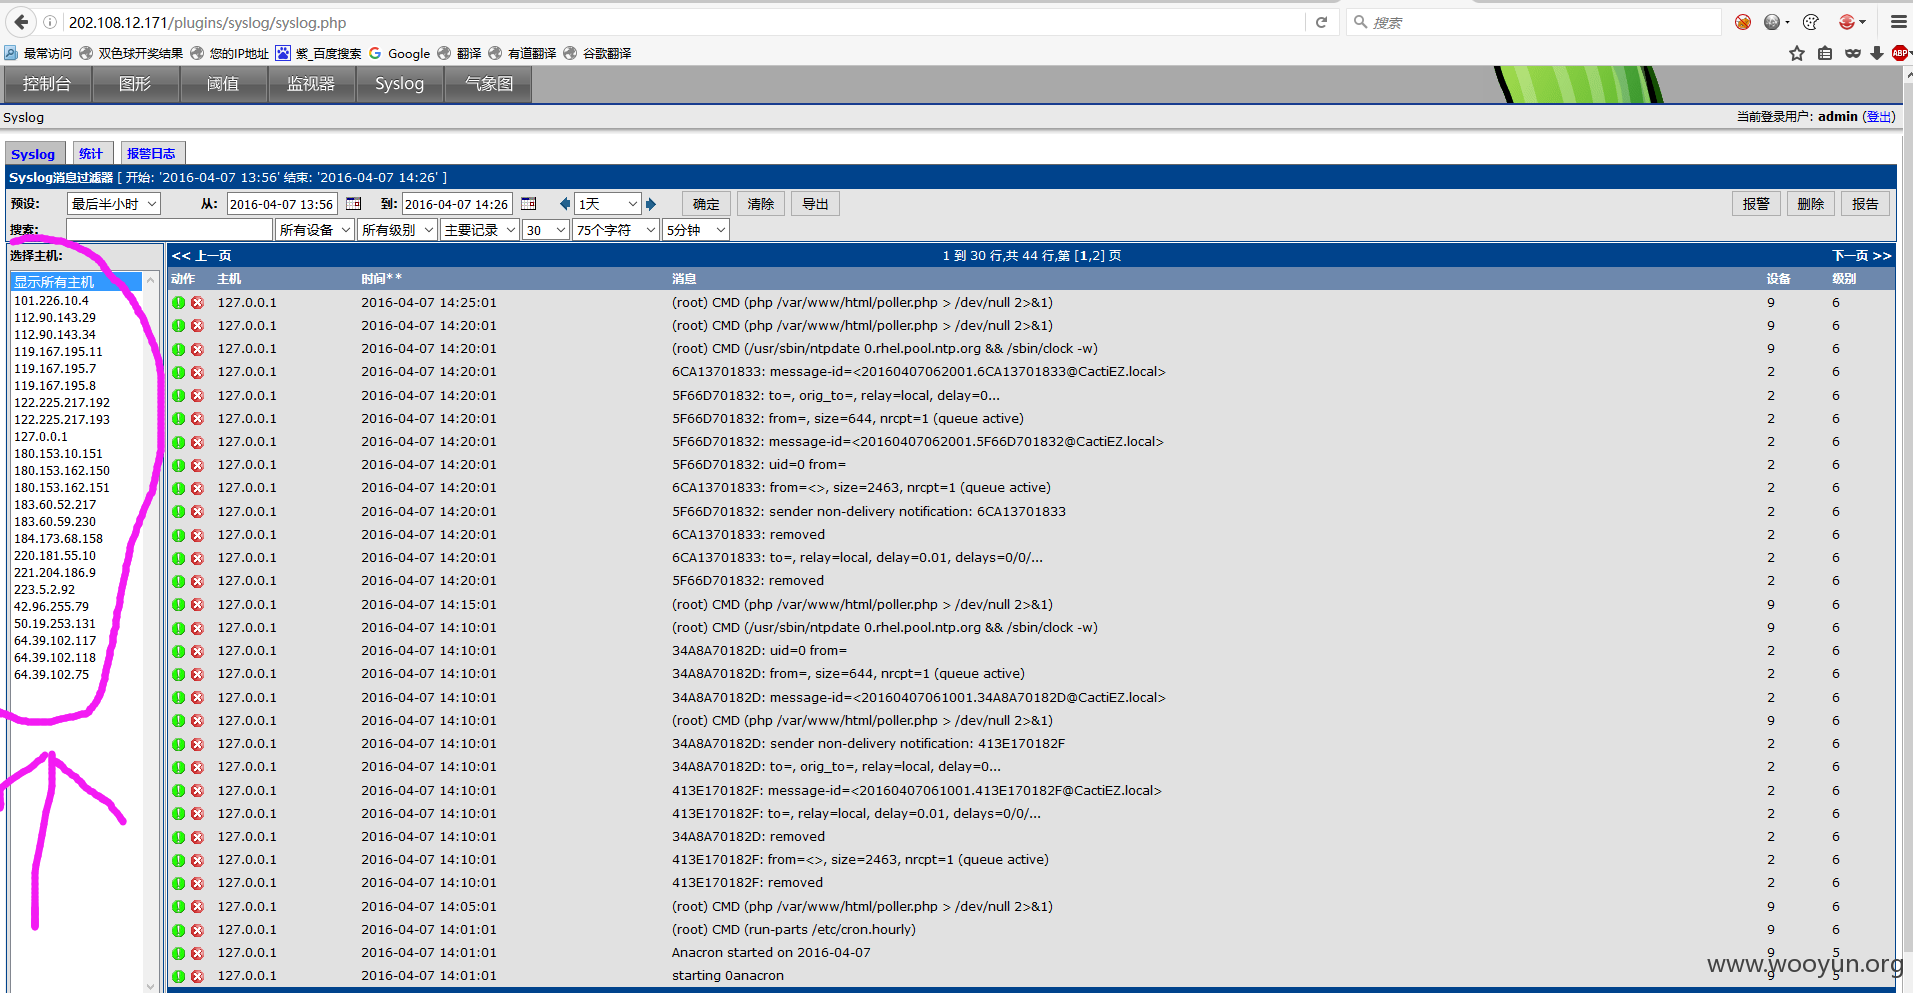 202.108.12.171/plugins/syslog/syslog.php 搜索
最常访问 双色球开奖结果 您的IP地址 紫_百度搜索 Google 翻译 有道翻译 谷歌翻译
控制台 图形 阈值 监视器 Syslog 气象图
Syslog 当前登录用户: admin (登出)
Syslog 统计 报警日志
Syslog消息过滤器 [ 开始: '2016-04-07 13:56' 结束: '2016-04-07 14:26' ]
预设: 最后半小时 从: 2016-04-07 13:56 到: 2016-04-07 14:26 1天 确定 清除 导出 报警 删除 报告
搜索: 所有设备 所有级别 主要记录 30 75个字符 5分钟
选择主机:
显示所有主机
101.226.10.4
112.90.143.29
112.90.143.34
119.167.195.11
119.167.195.7
119.167.195.8
122.225.217.192
122.225.217.193
127.0.0.1
180.153.10.151
180.153.162.150
180.153.162.151
183.60.52.217
183.60.59.230
184.173.68.158
220.181.55.10
221.204.186.9
223.5.2.92
42.96.255.79
50.19.253.131
64.39.102.117
64.39.102.118
64.39.102.75
<< 上一页 1 到 30 行,共 44 行,第 [1,2] 页 下一页 >>
动作 主机 时间** 消息 设备 级别
127.0.0.1 2016-04-07 14:25:01 (root) CMD (php /var/www/html/poller.php > /dev/null 2>&1) 9 6
127.0.0.1 2016-04-07 14:20:01 (root) CMD (php /var/www/html/poller.php > /dev/null 2>&1) 9 6
127.0.0.1 2016-04-07 14:20:01 (root) CMD (/usr/sbin/ntpdate 0.rhel.pool.ntp.org && /sbin/clock -w) 9 6
127.0.0.1 2016-04-07 14:20:01 6CA13701833: message-id=<20160407062001.6CA13701833@CactiEZ.local> 2 6
127.0.0.1 2016-04-07 14:20:01 5F66D701832: to=, orig_to=, relay=local, delay=0... 2 6
127.0.0.1 2016-04-07 14:20:01 5F66D701832: from=, size=644, nrcpt=1 (queue active) 2 6
127.0.0.1 2016-04-07 14:20:01 5F66D701832: message-id=<20160407062001.5F66D701832@CactiEZ.local> 2 6
127.0.0.1 2016-04-07 14:20:01 5F66D701832: uid=0 from= 2 6
127.0.0.1 2016-04-07 14:20:01 6CA13701833: from=<>, size=2463, nrcpt=1 (queue active) 2 6
127.0.0.1 2016-04-07 14:20:01 5F66D701832: sender non-delivery notification: 6CA13701833 2 6
127.0.0.1 2016-04-07 14:20:01 6CA13701833: removed 2 6
127.0.0.1 2016-04-07 14:20:01 6CA13701833: to=, relay=local, delay=0.01, delays=0/0/... 2 6
127.0.0.1 2016-04-07 14:20:01 5F66D701832: removed 2 6
127.0.0.1 2016-04-07 14:15:01 (root) CMD (php /var/www/html/poller.php > /dev/null 2>&1) 9 6
127.0.0.1 2016-04-07 14:10:01 (root) CMD (/usr/sbin/ntpdate 0.rhel.pool.ntp.org && /sbin/clock -w) 9 6
127.0.0.1 2016-04-07 14:10:01 34A8A70182D: uid=0 from= 2 6
127.0.0.1 2016-04-07 14:10:01 34A8A70182D: from=, size=644, nrcpt=1 (queue active) 2 6
127.0.0.1 2016-04-07 14:10:01 34A8A70182D: message-id=<20160407061001.34A8A70182D@CactiEZ.local> 2 6
127.0.0.1 2016-04-07 14:10:01 (root) CMD (php /var/www/html/poller.php > /dev/null 2>&1) 9 6
127.0.0.1 2016-04-07 14:10:01 34A8A70182D: sender non-delivery notification: 413E170182F 2 6
127.0.0.1 2016-04-07 14:10:01 34A8A70182D: to=, orig_to=, relay=local, delay=0... 2 6
127.0.0.1 2016-04-07 14:10:01 413E170182F: message-id=<20160407061001.413E170182F@CactiEZ.local> 2 6
127.0.0.1 2016-04-07 14:10:01 413E170182F: to=, relay=local, delay=0.01, delays=0/0/... 2 6
127.0.0.1 2016-04-07 14:10:01 34A8A70182D: removed 2 6
127.0.0.1 2016-04-07 14:10:01 413E170182F: from=<>, size=2463, nrcpt=1 (queue active) 2 6
127.0.0.1 2016-04-07 14:10:01 413E170182F: removed 2 6
127.0.0.1 2016-04-07 14:05:01 (root) CMD (php /var/www/html/poller.php > /dev/null 2>&1) 9 6
127.0.0.1 2016-04-07 14:01:01 (root) CMD (run-parts /etc/cron.hourly) 9 6
127.0.0.1 2016-04-07 14:01:01 Anacron started on 2016-04-07 9 5
127.0.0.1 2016-04-07 14:01:01 starting 0anacron 9 5
www.wooyun.org
ABP